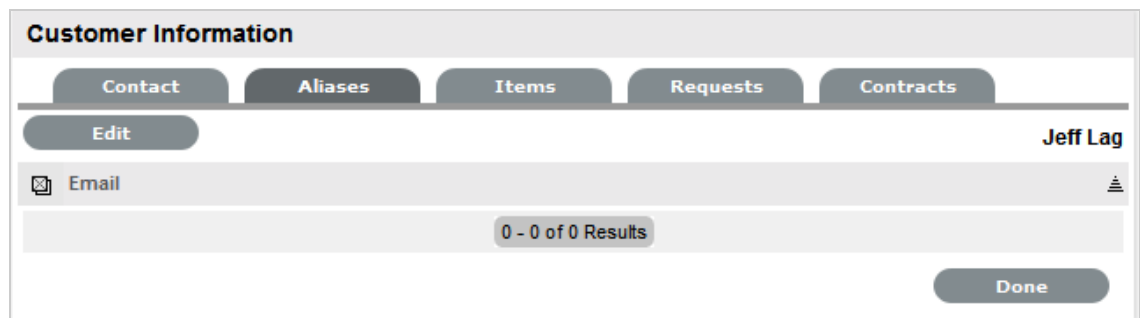 Customer Information
Contact Aliases Items Requests Contracts
Edit Jeff Lag
Email
0 - 0 of 0 Results
Done